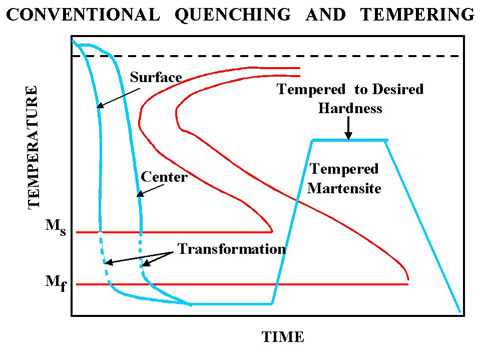 CONVENTIONAL QUENCHING AND TEMPERING
TEMPERATURE
Surface
Tempered to Desired
Hardness
Center
Tempered
Martensite
Ms
Transformation
Mf
TIME